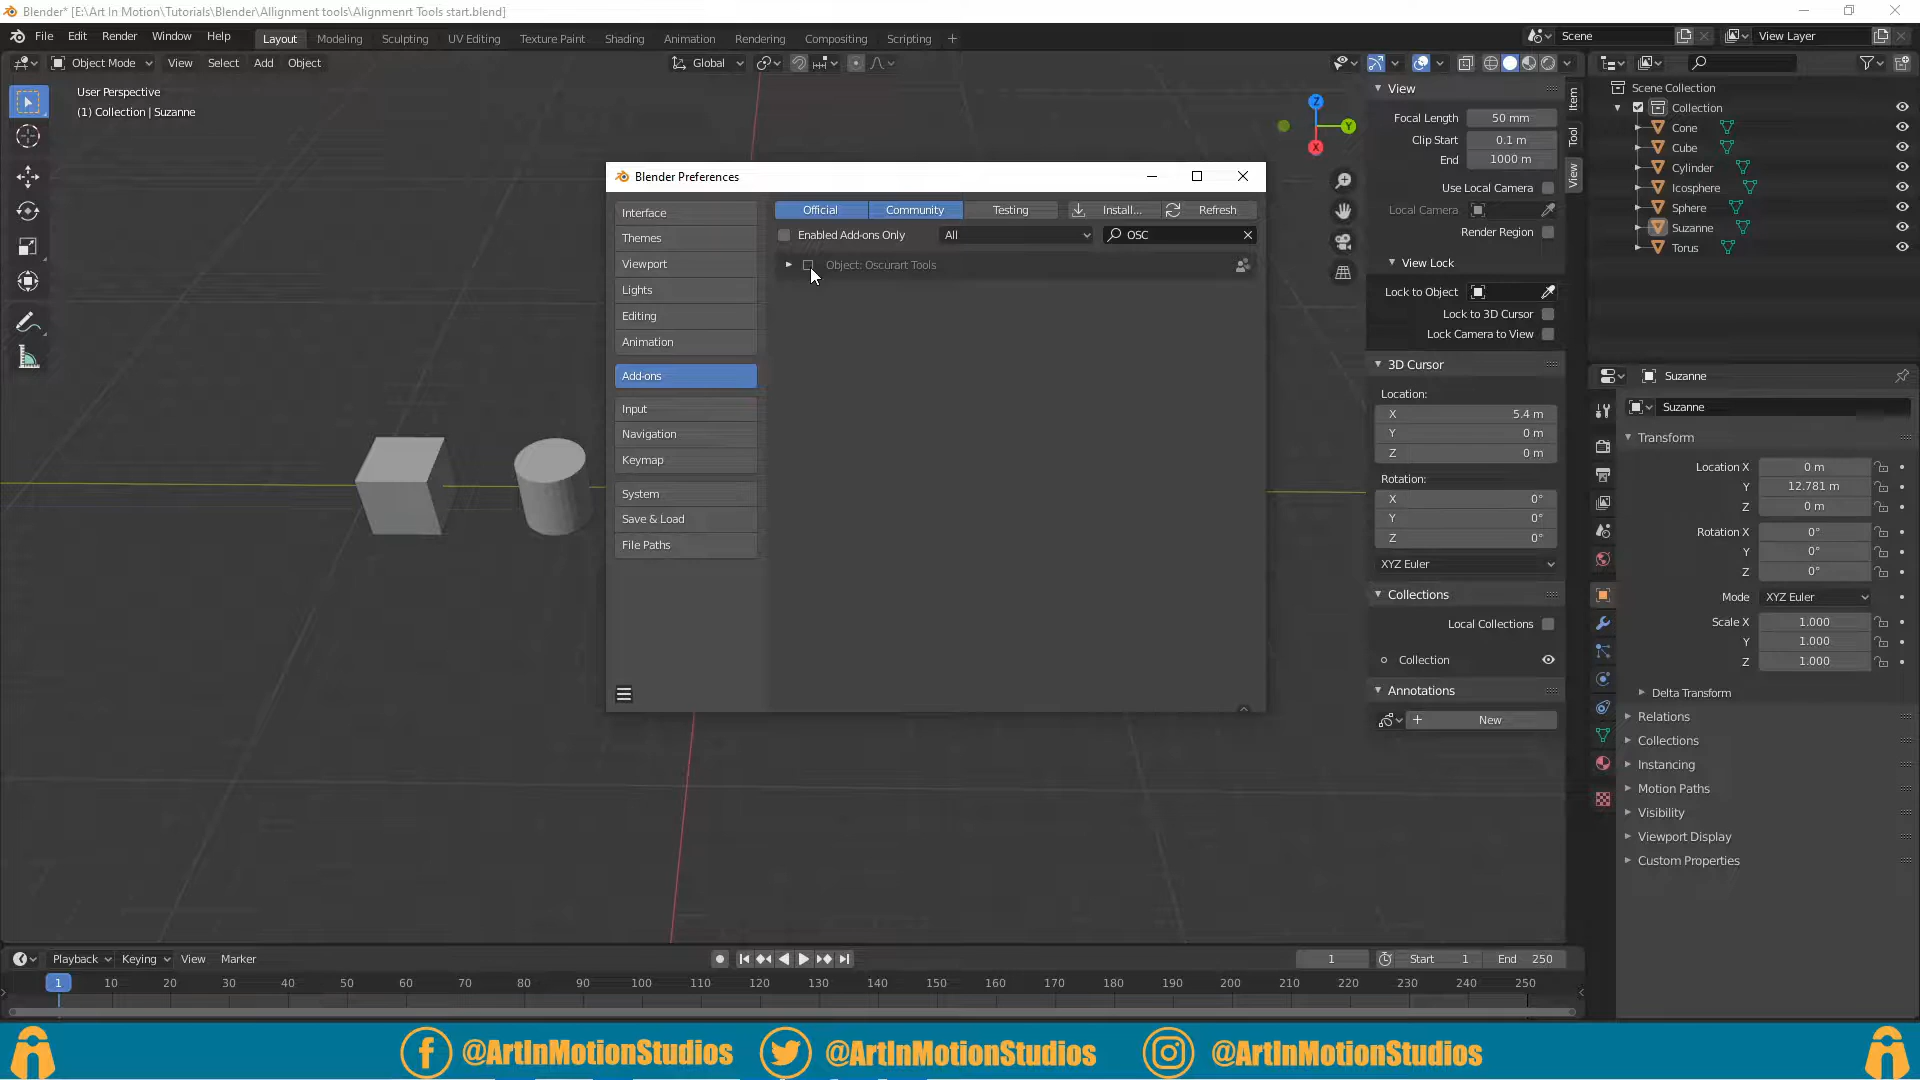 Blender* [E:\Art In Motion\Tutorials\Blender\Allignment tools\Alignmenrt Tools start.blend]
File Edit Render Window Help
Layout Modeling Sculpting UV Editing Texture Paint Shading Animation Rendering Compositing Scripting +
Scene
View Layer
Object Mode View Select Add Object
Global
User Perspective
(1) Collection | Suzanne
Z
Y
X
Blender Preferences
Interface
Themes
Viewport
Lights
Editing
Animation
Add-ons
Input
Navigation
Keymap
System
Save & Load
File Paths
Official Community Testing Install... Refresh
Enabled Add-ons Only All OSC
Object: Oscurart Tools
View
Focal Length 50 mm
Clip Start 0.1 m
End 1000 m
Use Local Camera
Local Camera
Render Region
View Lock
Lock to Object
Lock to 3D Cursor
Lock Camera to View
3D Cursor
Location:
X 5.4 m
Y 0 m
Z 0 m
Rotation:
X 0°
Y 0°
Z 0°
XYZ Euler
Collections
Local Collections
Collection
Annotations
+ New
Item
Tool
View
Scene Collection
Collection
Cone
Cube
Cylinder
Icosphere
Sphere
Suzanne
Torus
Suzanne
Suzanne
Transform
Location X 0 m
Y 12.781 m
Z 0 m
Rotation X 0°
Y 0°
Z 0°
Mode XYZ Euler
Scale X 1.000
Y 1.000
Z 1.000
Delta Transform
Relations
Collections
Instancing
Motion Paths
Visibility
Viewport Display
Custom Properties
Playback Keying View Marker
1 Start 1 End 250
1 10 20 30 40 50 60 70 80 90 100 110 120 130 140 150 160 170 180 190 200 210 220 230 240 250
@ArtInMotionStudios @ArtInMotionStudios @ArtInMotionStudios